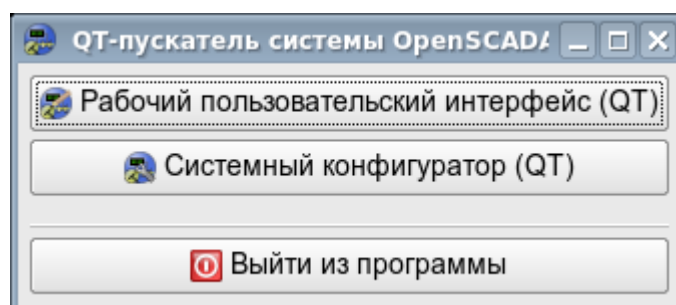 QT-пускатель системы OpenSCADA
Рабочий пользовательский интерфейс (QT)
Системный конфигуратор (QT)
Выйти из программы